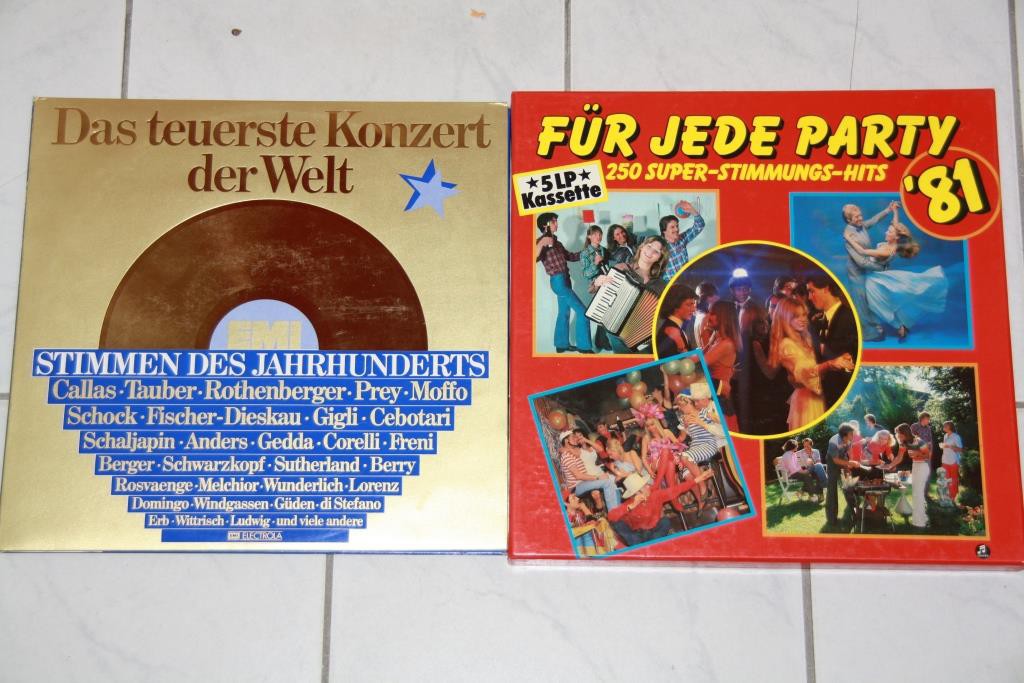 Das teuerste Konzert
der Welt
EMI
STIMMEN DES JAHRHUNDERTS
Callas · Tauber · Rothenberger · Prey · Moffo
Schock · Fischer-Dieskau · Gigli · Cebotari
Schaljapin · Anders · Gedda · Corelli · Freni
Berger · Schwarzkopf · Sutherland · Berry
Rosvaenge · Melchior · Wunderlich · Lorenz
Domingo · Windgassen · Güden · di Stefano
Erb · Wittrisch · Ludwig · und viele andere
EMI ELECTROLA
FÜR JEDE PARTY
250 SUPER-STIMMUNGS-HITS
'81
★ 5 LP ★
Kassette